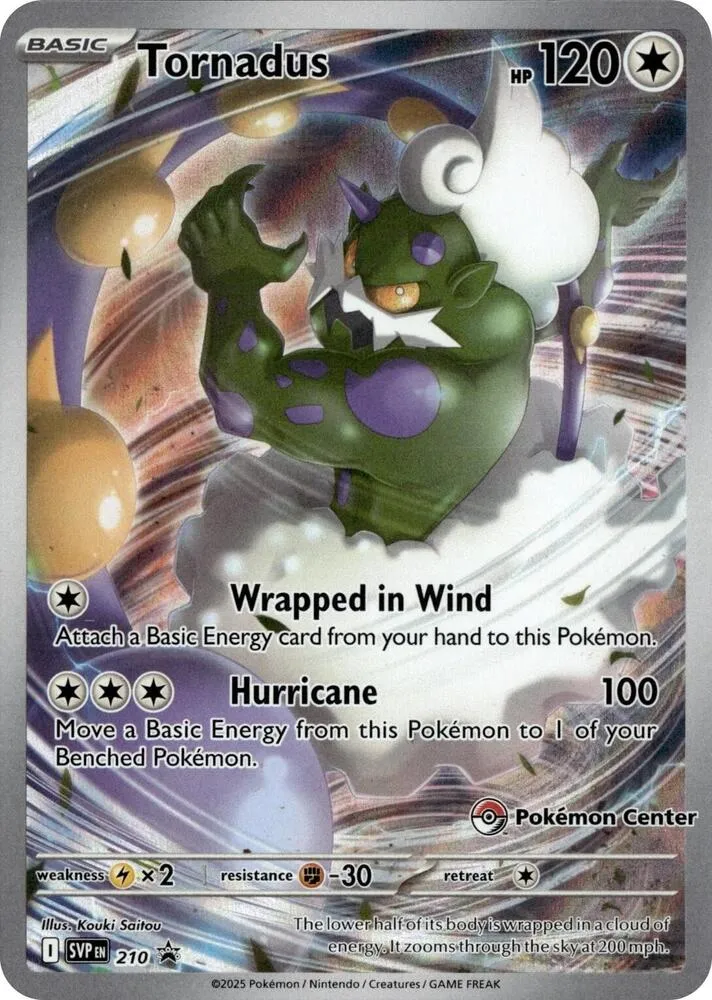 BASIC
Tornadus
HP 120
Wrapped in Wind
Attach a Basic Energy card from your hand to this Pokémon.
Hurricane 100
Move a Basic Energy from this Pokémon to 1 of your
Benched Pokémon.
Pokémon Center
weakness ×2 resistance -30 retreat
Illus. Kouki Saitou
The lower half of its body is wrapped in a cloud of
energy. It zooms through the sky at 200 mph.
I SVP EN 210
©2025 Pokémon / Nintendo / Creatures / GAME FREAK